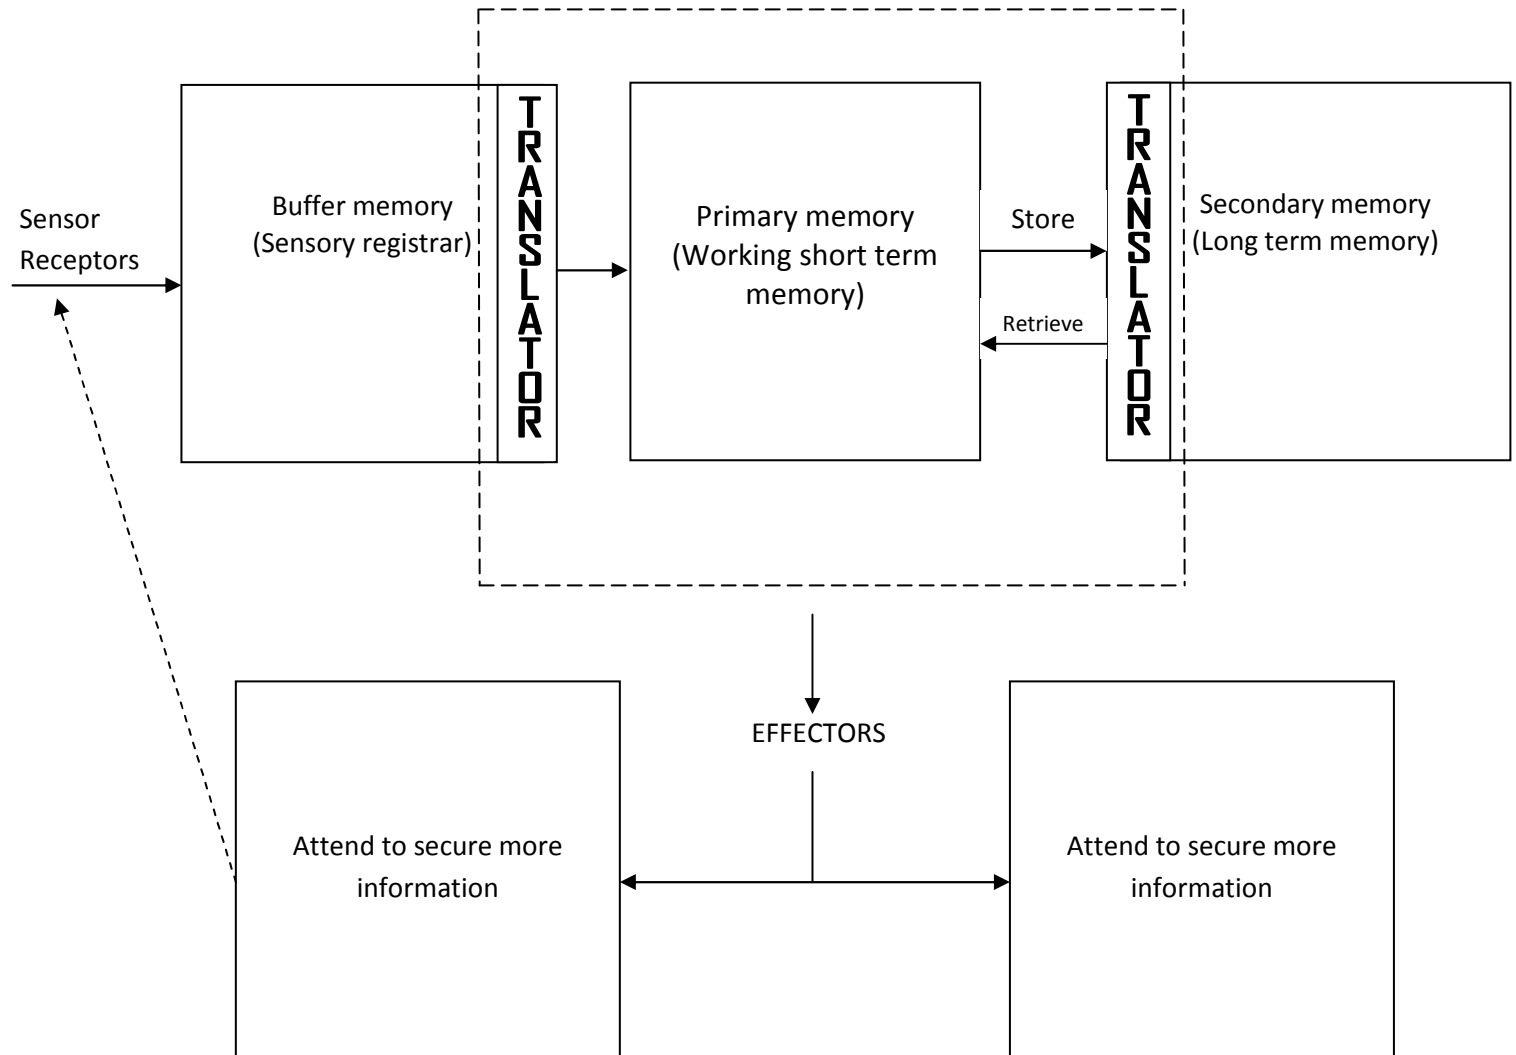 Sensor
Receptors
Buffer memory
(Sensory registrar)
TRANSLATOR
Primary memory
(Working short term
memory)
Store
Retrieve
TRANSLATOR
Secondary memory
(Long term memory)
EFFECTORS
Attend to secure more
information
Attend to secure more
information